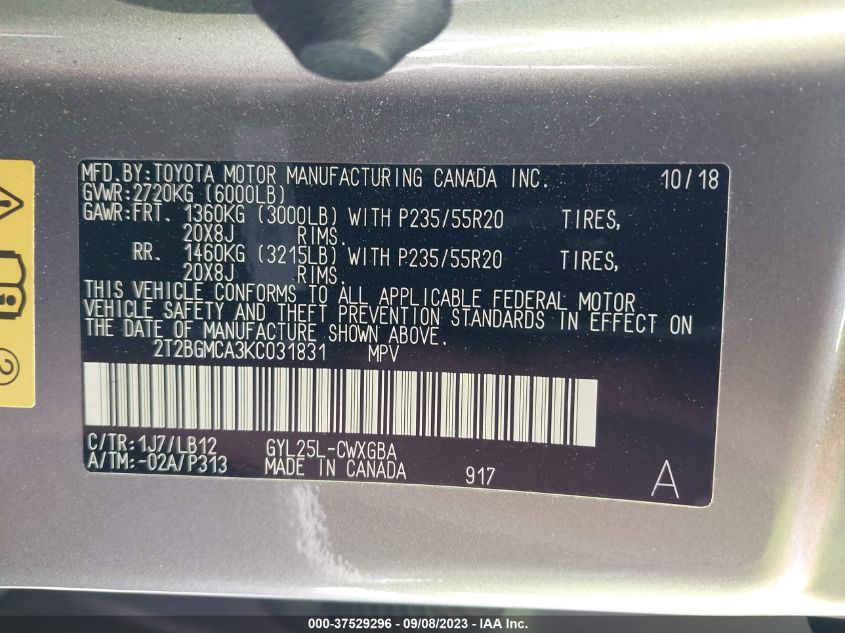 MFD.BY:TOYOTA MOTOR MANUFACTURING CANADA INC. 10/18
GVWR:2720KG (6000LB)
GAWR:FRT. 1360KG (3000LB) WITH P235/55R20 TIRES,
20X8J RIMS.
RR. 1460KG (3215LB) WITH P235/55R20 TIRES,
20X8J RIMS.
THIS VEHICLE CONFORMS TO ALL APPLICABLE FEDERAL MOTOR
VEHICLE SAFETY AND THEFT PREVENTION STANDARDS IN EFFECT ON
THE DATE OF MANUFACTURE SHOWN ABOVE.
2T2BGMCA3KC031831 MPV
C/TR:1J7/LB12 GYL25L-CWXGBA
A/TM:-02A/P313 MADE IN CANADA 917 A
2
000-37529296 - 09/08/2023 - © IAA, Inc.